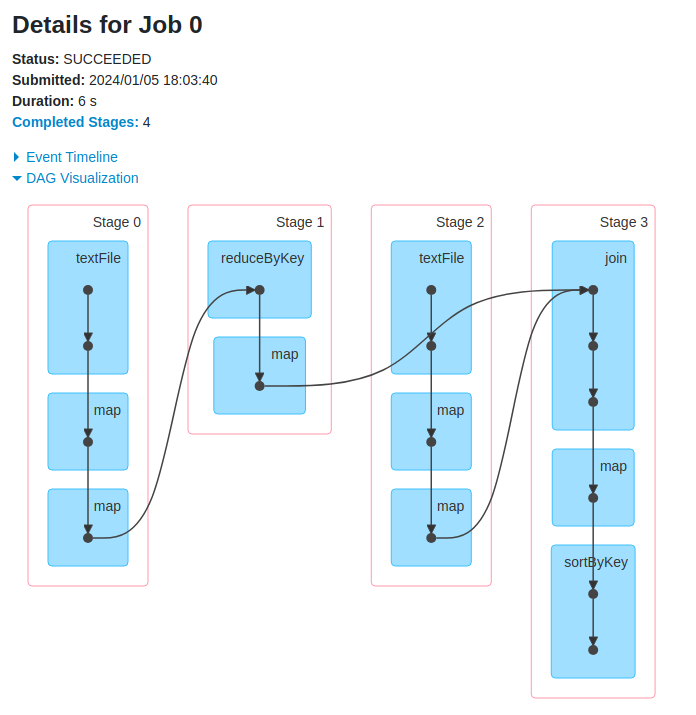 Details for Job 0
Status: SUCCEEDED
Submitted: 2024/01/05 18:03:40
Duration: 6 s
Completed Stages: 4
Event Timeline
DAG Visualization
Stage 0
textFile
map
map
Stage 1
reduceByKey
map
Stage 2
textFile
map
map
Stage 3
join
map
sortByKey